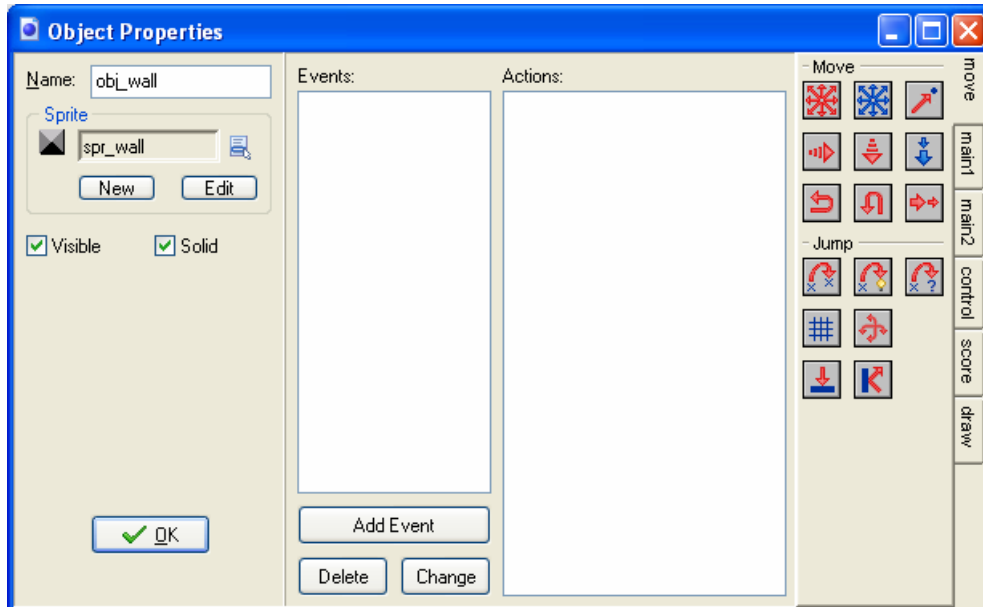 Object Properties
Name: obj_wall
Sprite
spr_wall
New Edit
Visible Solid
OK
Events:
Add Event
Delete Change
Actions:
Move
Jump
move
main1
main2
control
score
draw